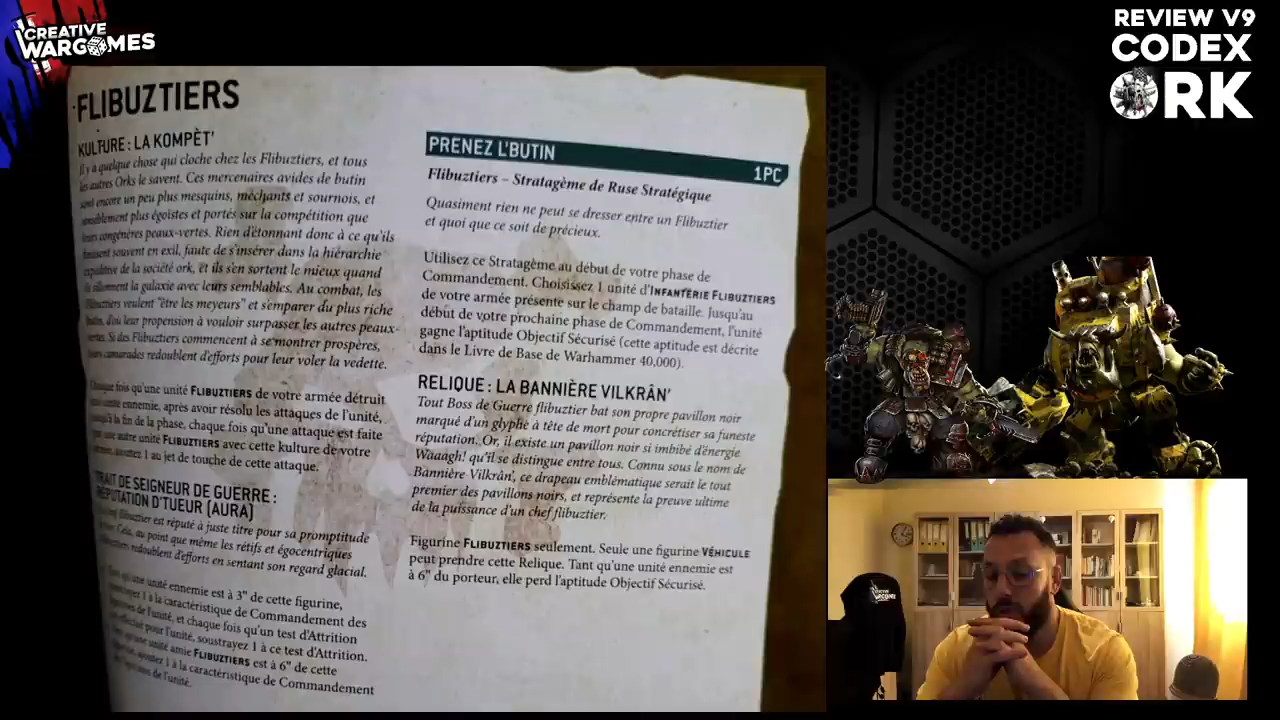 CREATIVE
WARGAMES
REVIEW V9
CODEX
ORK
FLIBUZTIERS
KULTURE : LA KOMPÈT'
Il y a quelque chose qui cloche chez les Flibuztiers, et tous
les autres Orks le savent. Ces mercenaires avides de butin
sont encore un peu plus mesquins, méchants et sournois, et
sensiblement plus égoïstes et portés sur la compétition que
leurs congénères peaux-vertes. Rien d'étonnant donc à ce qu'ils
finissent souvent en exil, faute de s'insérer dans la hiérarchie
expéditive de la société ork, et ils s'en sortent le mieux quand
ils sillonnent la galaxie avec leurs semblables. Au combat, les
Flibuztiers veulent "être les meyeurs" et s'emparer du plus riche
butin, d'où leur propension à vouloir surpasser les autres peaux-
vertes. Si des Flibuztiers commencent à se montrer prospères,
leurs camarades redoublent d'efforts pour leur voler la vedette.
Chaque fois qu'une unité FLIBUZTIERS de votre armée détruit
une unité ennemie, après avoir résolu les attaques de l'unité,
jusqu'à la fin de la phase, chaque fois qu'une attaque est faite
par une autre unité FLIBUZTIERS avec cette kulture de votre
armée, ajoutez 1 au jet de touche de cette attaque.
TRAIT DE SEIGNEUR DE GUERRE :
RÉPUTATION D'TUEUR (AURA)
Flibuztier est réputé à juste titre pour sa promptitude
Cela, au point que même les rétifs et égocentriques
redoublent d'efforts en sentant son regard glacial.
qu'une unité ennemie est à 3" de cette figurine,
1 à la caractéristique de Commandement des
de l'unité, et chaque fois qu'un test d'Attrition
pour l'unité, soustrayez 1 à ce test d'Attrition.
qu'une unité amie FLIBUZTIERS est à 6" de cette
ajoutez 1 à la caractéristique de Commandement
de l'unité.
PRENEZ L'BUTIN
1PC
Flibuztiers – Stratagème de Ruse Stratégique
Quasiment rien ne peut se dresser entre un Flibuztier
et quoi que ce soit de précieux.
Utilisez ce Stratagème au début de votre phase de
Commandement. Choisissez 1 unité d'INFANTERIE FLIBUZTIERS
de votre armée présente sur le champ de bataille. Jusqu'au
début de votre prochaine phase de Commandement, l'unité
gagne l'aptitude Objectif Sécurisé (cette aptitude est décrite
dans le Livre de Base de Warhammer 40,000).
RELIQUE : LA BANNIÈRE VILKRÂN'
Tout Boss de Guerre flibuztier bat son propre pavillon noir
marqué d'un glyphe à tête de mort pour concrétiser sa funeste
réputation. Or, il existe un pavillon noir si imbibé d'énergie
Waaagh! qu'il se distingue entre tous. Connu sous le nom de
Bannière Vilkrân', ce drapeau emblématique serait le tout
premier des pavillons noirs, et représente la preuve ultime
de la puissance d'un chef flibuztier.
Figurine FLIBUZTIERS seulement. Seule une figurine VÉHICULE
peut prendre cette Relique. Tant qu'une unité ennemie est
à 6" du porteur, elle perd l'aptitude Objectif Sécurisé.
CREATIVE
WARGAMES